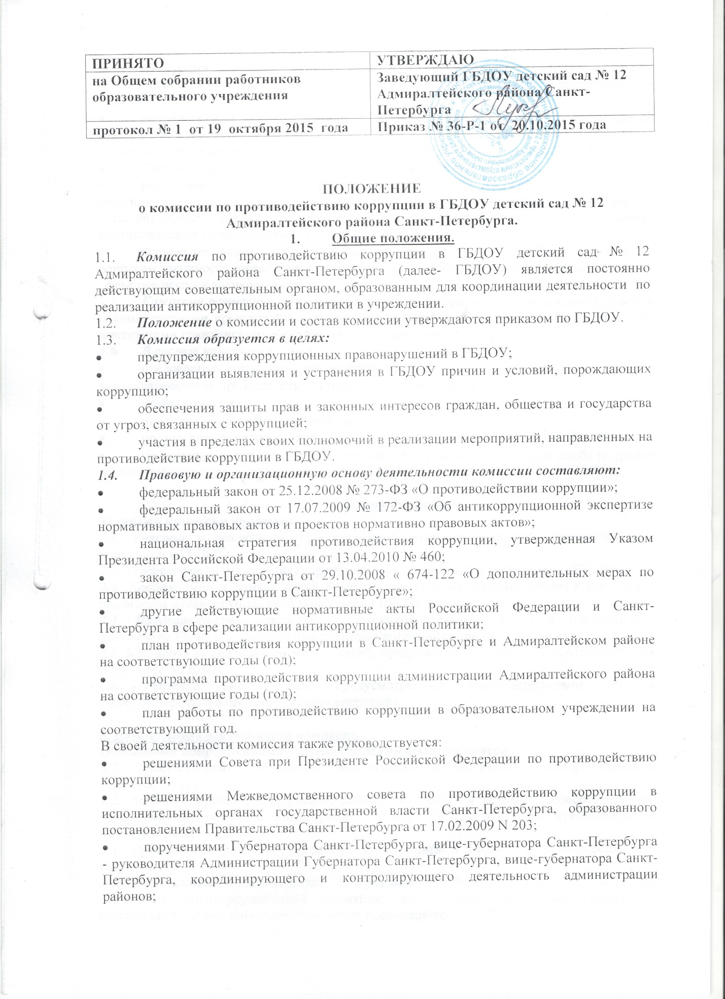 ПРИНЯТО
УТВЕРЖДАЮ
на Общем собрании работников
образовательного учреждения
Заведующий ГБДОУ детский сад № 12
Адмиралтейского района Санкт-
Петербурга
протокол № 1 от 19 октября 2015 года
Приказ № 36-Р-1 от 20.10.2015 года
ПОЛОЖЕНИЕ
о комиссии по противодействию коррупции в ГБДОУ детский сад № 12
Адмиралтейского района Санкт-Петербурга.
1. Общие положения.
1.1. Комиссия по противодействию коррупции в ГБДОУ детский сад № 12
Адмиралтейского района Санкт-Петербурга (далее- ГБДОУ) является постоянно
действующим совещательным органом, образованным для координации деятельности по
реализации антикоррупционной политики в учреждении.
1.2. Положение о комиссии и состав комиссии утверждаются приказом по ГБДОУ.
1.3. Комиссия образуется в целях:
• предупреждения коррупционных правонарушений в ГБДОУ;
• организации выявления и устранения в ГБДОУ причин и условий, порождающих
коррупцию;
• обеспечения защиты прав и законных интересов граждан, общества и государства
от угроз, связанных с коррупцией;
• участия в пределах своих полномочий в реализации мероприятий, направленных на
противодействие коррупции в ГБДОУ.
1.4. Правовую и организационную основу деятельности комиссии составляют:
• федеральный закон от 25.12.2008 № 273-ФЗ «О противодействии коррупции»;
• федеральный закон от 17.07.2009 № 172-ФЗ «Об антикоррупционной экспертизе
нормативных правовых актов и проектов нормативно правовых актов»;
• национальная стратегия противодействия коррупции, утвержденная Указом
Президента Российской Федерации от 13.04.2010 № 460;
• закон Санкт-Петербурга от 29.10.2008 « 674-122 «О дополнительных мерах по
противодействию коррупции в Санкт-Петербурге»;
• другие действующие нормативные акты Российской Федерации и Санкт-
Петербурга в сфере реализации антикоррупционной политики;
• план противодействия коррупции в Санкт-Петербурге и Адмиралтейском районе
на соответствующие годы (год);
• программа противодействия коррупции администрации Адмиралтейского района
на соответствующие годы (год);
• план работы по противодействию коррупции в образовательном учреждении на
соответствующий год.
В своей деятельности комиссия также руководствуется:
• решениями Совета при Президенте Российской Федерации по противодействию
коррупции;
• решениями Межведомственного совета по противодействию коррупции в
исполнительных органах государственной власти Санкт-Петербурга, образованного
постановлением Правительства Санкт-Петербурга от 17.02.2009 N 203;
• поручениями Губернатора Санкт-Петербурга, вице-губернатора Санкт-Петербурга
- руководителя Администрации Губернатора Санкт-Петербурга, вице-губернатора Санкт-
Петербурга, координирующего и контролирующего деятельность администрации
районов;